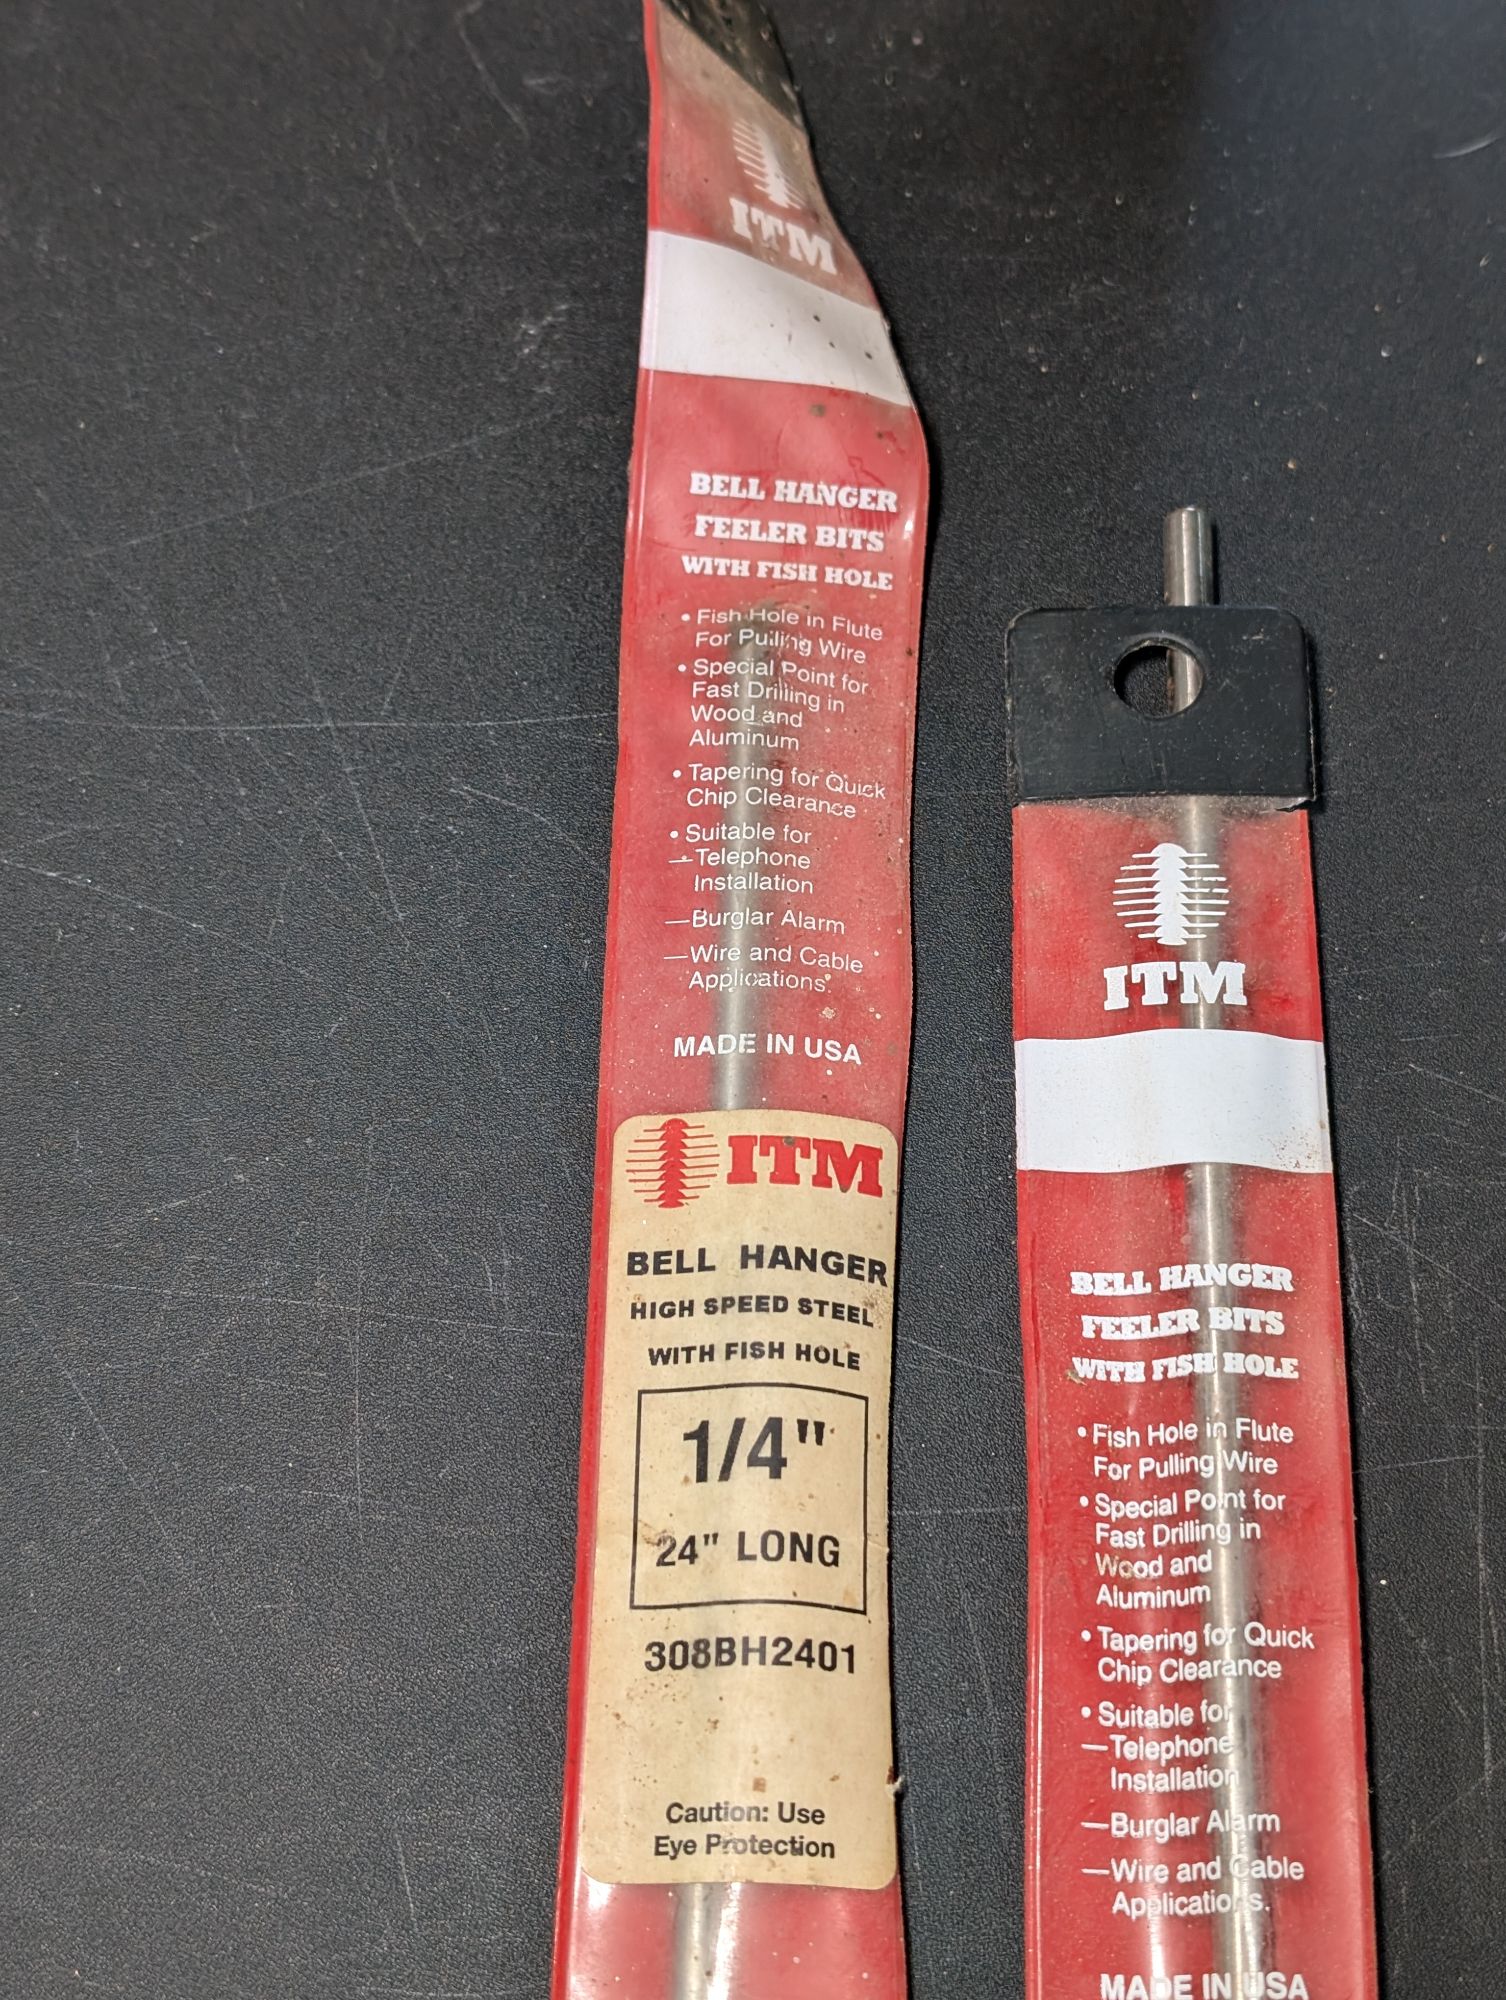 ITM
BELL HANGER
FEELER BITS
WITH FISH HOLE
• Fish Hole in Flute
For Pulling Wire
• Special Point for
Fast Drilling in
Wood and
Aluminum
• Tapering for Quick
Chip Clearance
• Suitable for
—Telephone
Installation
—Burglar Alarm
—Wire and Cable
Applications.
MADE IN USA
ITM
BELL HANGER
HIGH SPEED STEEL
WITH FISH HOLE
1/4"
24" LONG
308BH2401
Caution: Use
Eye Protection
ITM
BELL HANGER
FEELER BITS
WITH FISH HOLE
• Fish Hole in Flute
For Pulling Wire
• Special Point for
Fast Drilling in
Wood and
Aluminum
• Tapering for Quick
Chip Clearance
• Suitable for
—Telephone
Installation
—Burglar Alarm
—Wire and Cable
Applications.
MADE IN USA